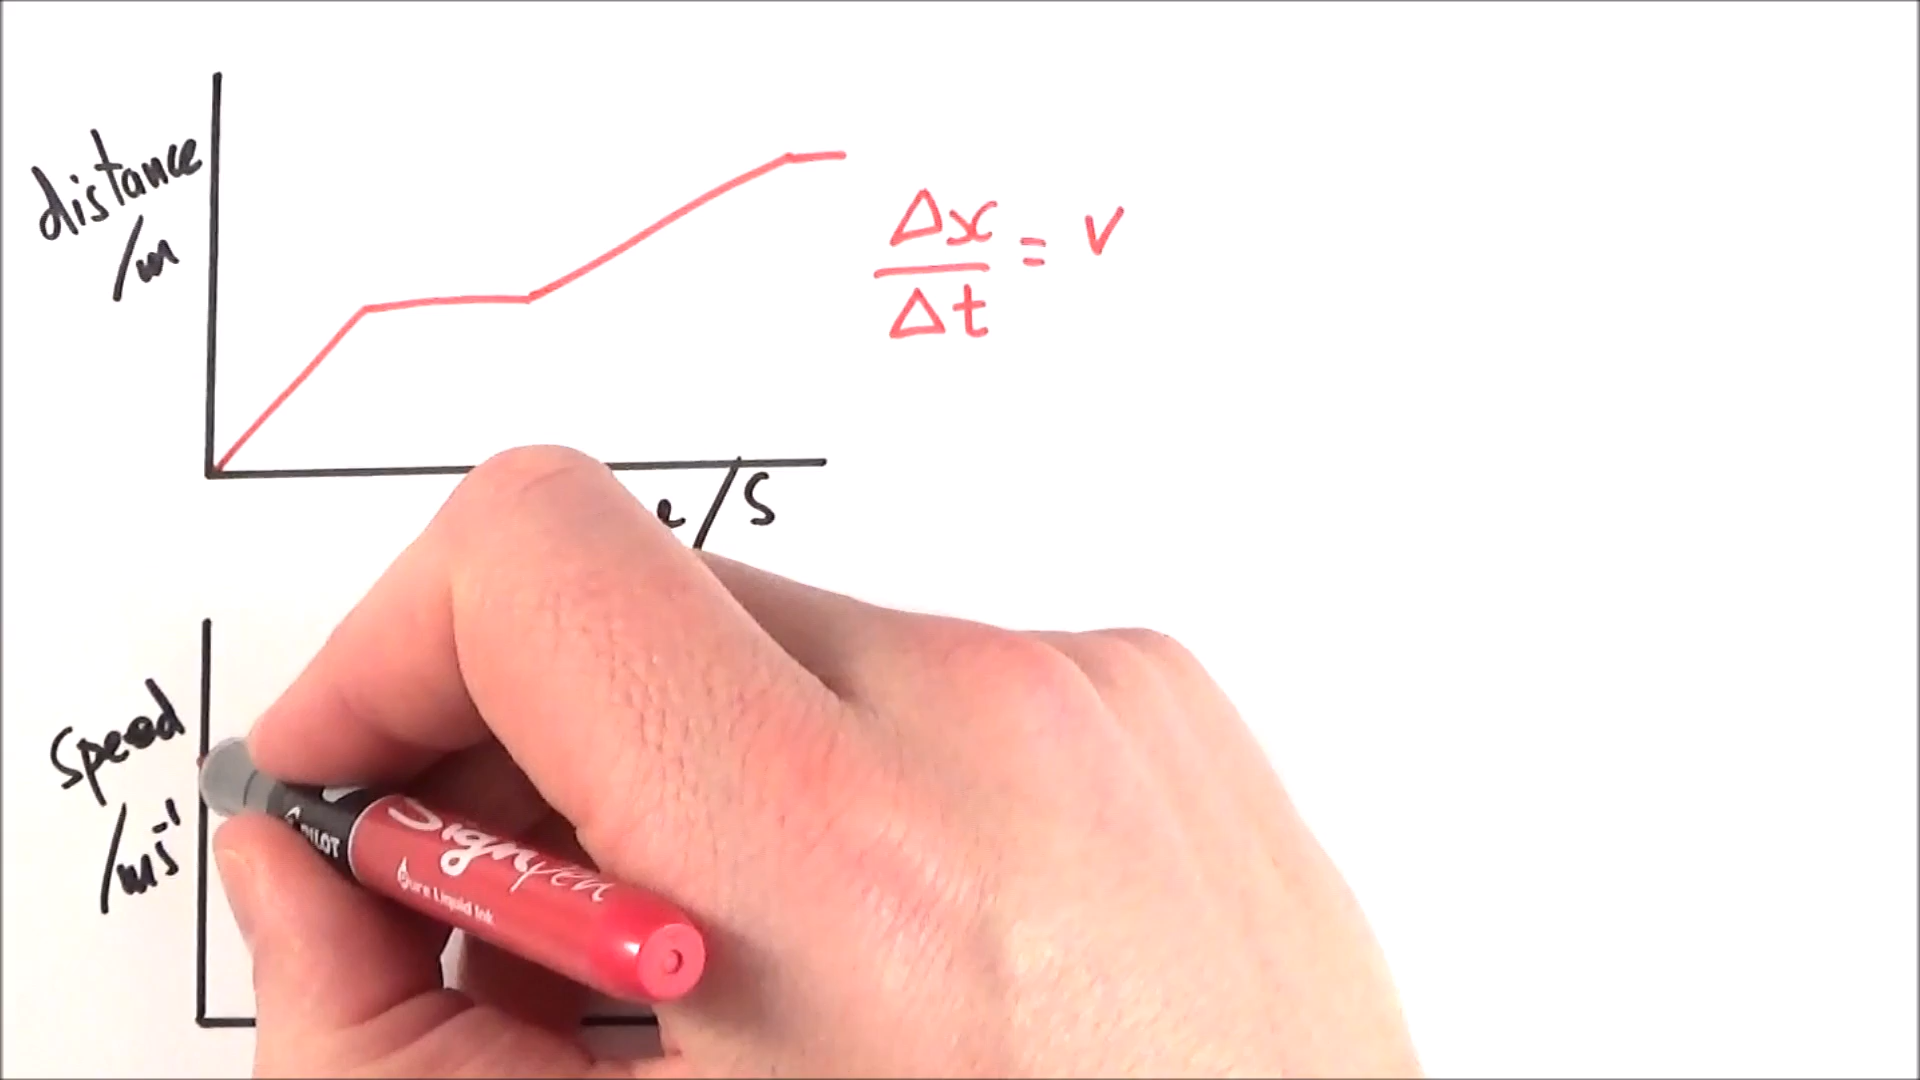 distance
/m
Δx
Δt
= v
/s
speed
/ms⁻¹
PILOT
Signpen
Pure Liquid Ink